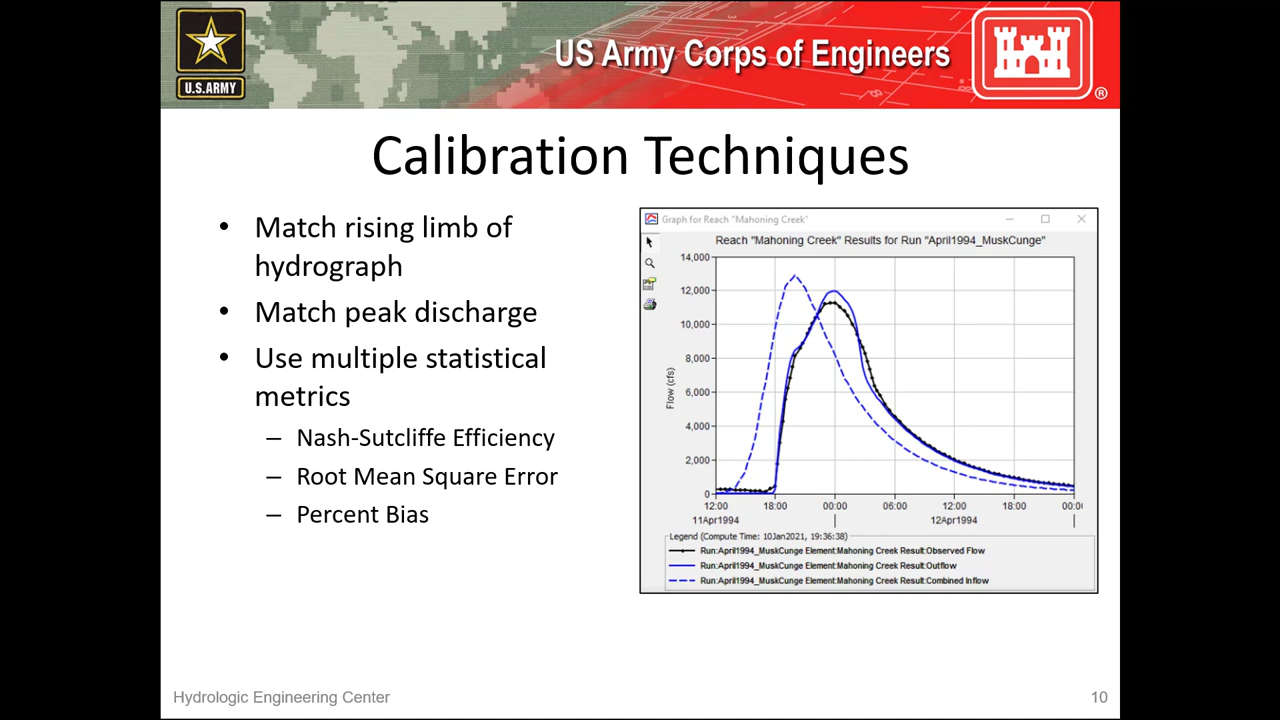 U.S.ARMY
US Army Corps of Engineers
®
Calibration Techniques
• Match rising limb of
hydrograph
• Match peak discharge
• Use multiple statistical
metrics
– Nash-Sutcliffe Efficiency
– Root Mean Square Error
– Percent Bias
Graph for Reach "Mahoning Creek"
Reach "Mahoning Creek" Results for Run "April1994_MuskCunge"
14,000
12,000
10,000
8,000
6,000
4,000
2,000
0
Flow (cfs)
12:00 18:00 00:00 06:00 12:00 18:00 00:0
11Apr1994 12Apr1994
Legend (Compute Time: 10Jan2021, 19:36:38)
Run:April1994_MuskCunge Element:Mahoning Creek Result:Observed Flow
Run:April1994_MuskCunge Element:Mahoning Creek Result:Outflow
Run:April1994_MuskCunge Element:Mahoning Creek Result:Combined Inflow
Hydrologic Engineering Center
10